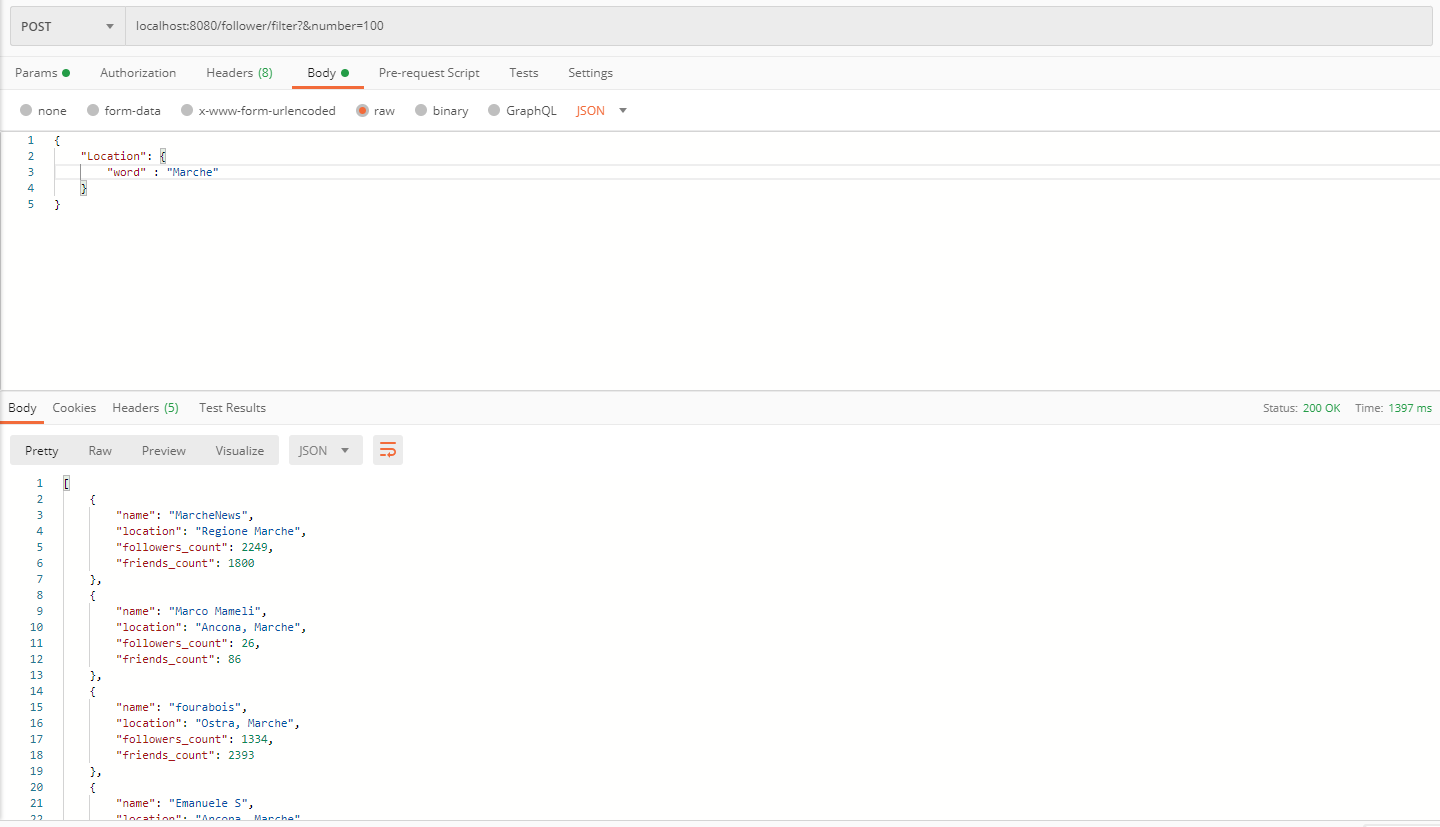 POST localhost:8080/follower/filter?&number=100
Params Authorization Headers (8) Body Pre-request Script Tests Settings
none form-data x-www-form-urlencoded raw binary GraphQL JSON
1 {
2 "Location": {
3 "word" : "Marche"
4 }
5 }
Body Cookies Headers (5) Test Results Status: 200 OK Time: 1397 ms
Pretty Raw Preview Visualize JSON
1 [
2 {
3 "name": "MarcheNews",
4 "location": "Regione Marche",
5 "followers_count": 2249,
6 "friends_count": 1800
7 },
8 {
9 "name": "Marco Mameli",
10 "location": "Ancona, Marche",
11 "followers_count": 26,
12 "friends_count": 86
13 },
14 {
15 "name": "fourabois",
16 "location": "Ostra, Marche",
17 "followers_count": 1334,
18 "friends_count": 2393
19 },
20 {
21 "name": "Emanuele S",
22 "location": "Ancona, Marche"